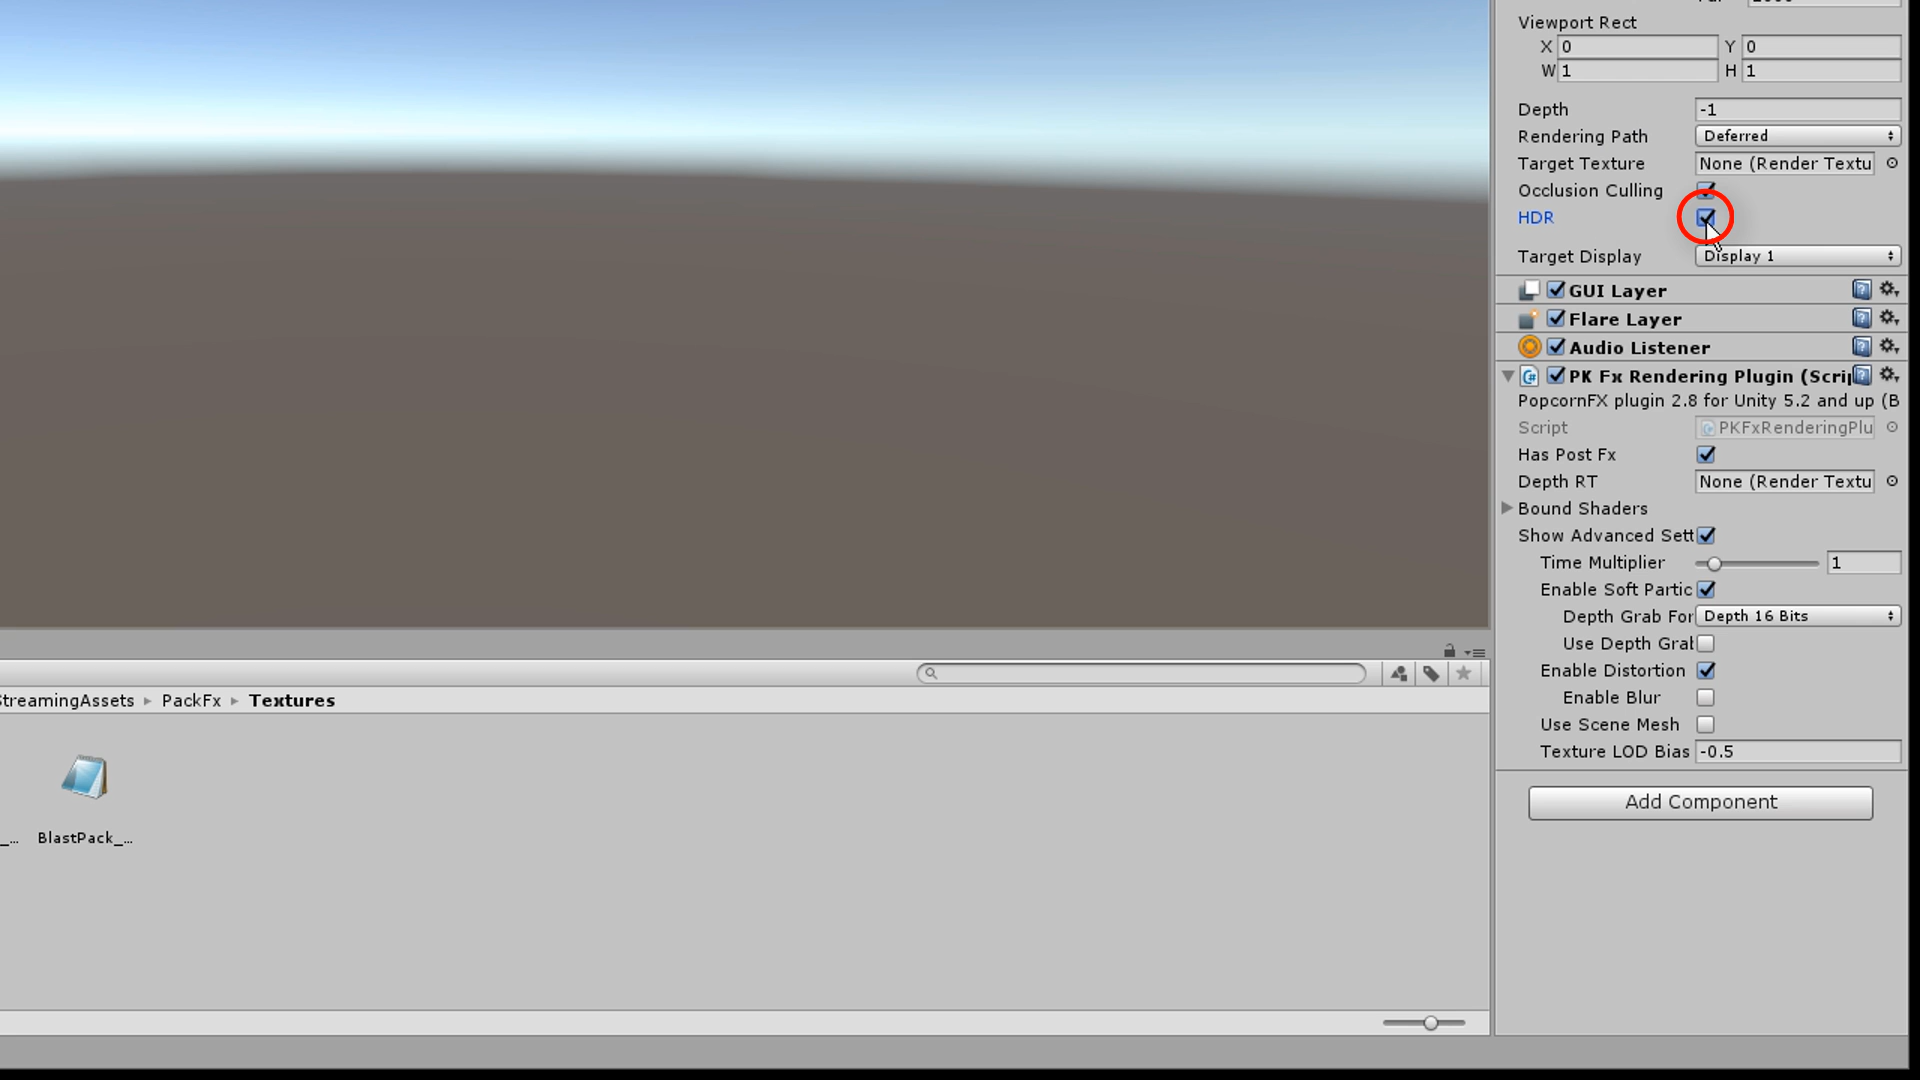 Viewport Rect
X 0 Y 0
W 1 H 1
Depth -1
Rendering Path Deferred
Target Texture None (Render Textu
Occlusion Culling
HDR
Target Display Display 1
GUI Layer
Flare Layer
Audio Listener
PK Fx Rendering Plugin (Scrip
PopcornFX plugin 2.8 for Unity 5.2 and up (B
Script PKFxRenderingPlu
Has Post Fx
Depth RT None (Render Textu
Bound Shaders
Show Advanced Sett
Time Multiplier 1
Enable Soft Partic
Depth Grab For Depth 16 Bits
Use Depth Gral
Enable Distortion
Enable Blur
Use Scene Mesh
Texture LOD Bias -0.5
Add Component
StreamingAssets PackFx Textures
_... BlastPack_...